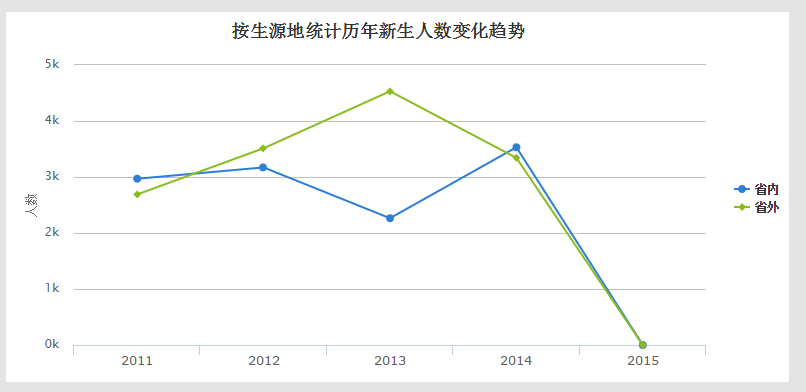 按生源地统计历年新生人数变化趋势
5k
4k
3k
2k
1k
0k
人数
2011
2012
2013
2014
2015
省内
省外